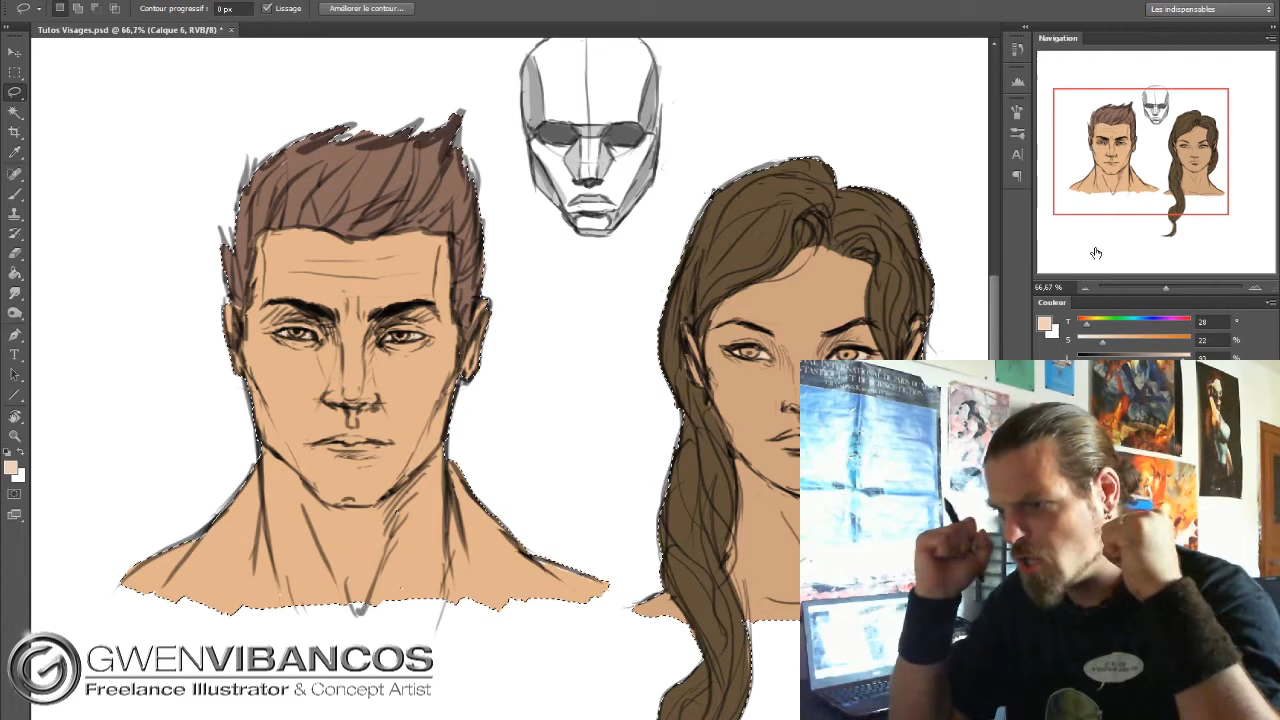 Contour progressif : 0 px Lissage Améliorer le contour... Les indispensables
Tutos Visages.psd @ 66,7% (Calque 6, RVB/8) *
Navigation
66,67 %
Couleur
T 28 °
S 22 %
L %
GWENVIBANCOS
Freelance Illustrator & Concept Artist